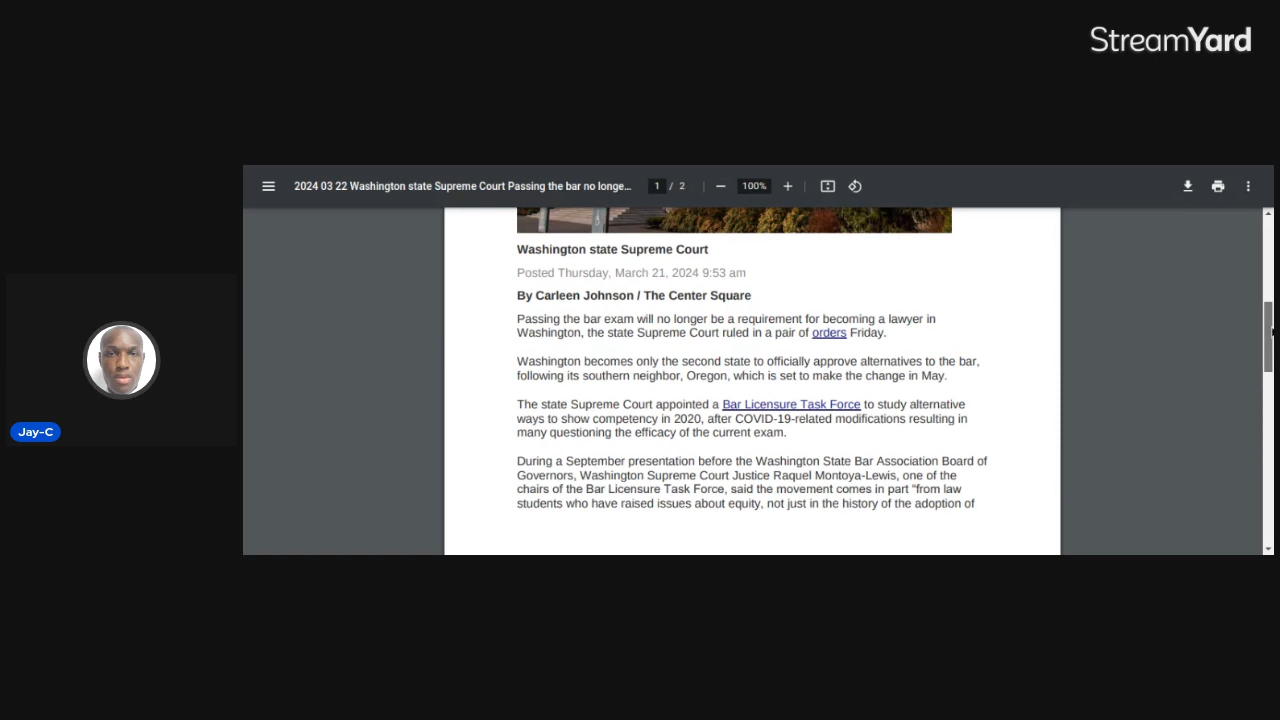 StreamYard
2024 03 22 Washington state Supreme Court Passing the bar no longe...
1 / 2
100%
Washington state Supreme Court
Posted Thursday, March 21, 2024 9:53 am
By Carleen Johnson / The Center Square
Passing the bar exam will no longer be a requirement for becoming a lawyer in
Washington, the state Supreme Court ruled in a pair of orders Friday.
Washington becomes only the second state to officially approve alternatives to the bar,
following its southern neighbor, Oregon, which is set to make the change in May.
The state Supreme Court appointed a Bar Licensure Task Force to study alternative
ways to show competency in 2020, after COVID-19-related modifications resulting in
many questioning the efficacy of the current exam.
During a September presentation before the Washington State Bar Association Board of
Governors, Washington Supreme Court Justice Raquel Montoya-Lewis, one of the
chairs of the Bar Licensure Task Force, said the movement comes in part “from law
students who have raised issues about equity, not just in the history of the adoption of
Jay-C